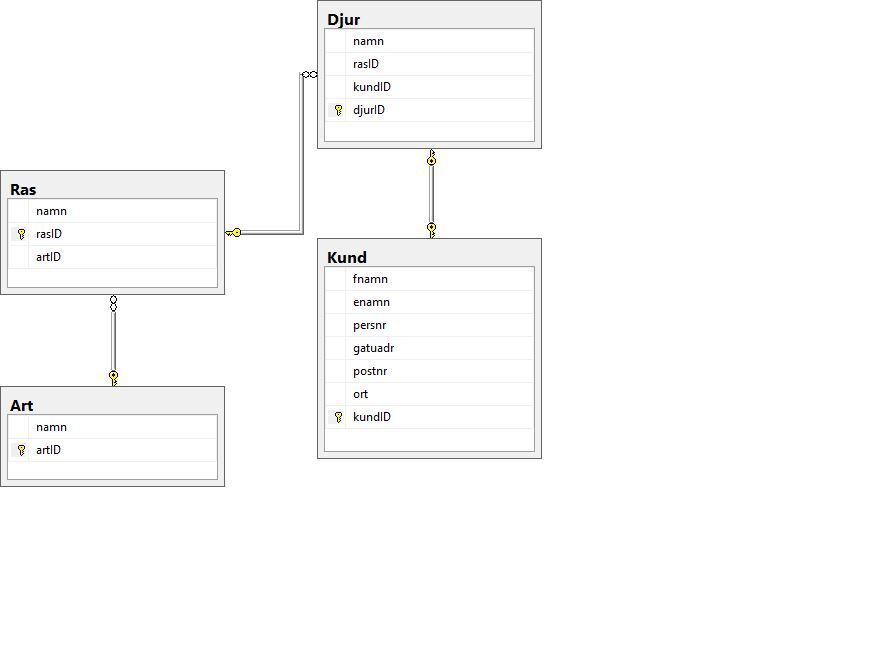 Djur
namn
rasID
kundID
djurID
Ras
namn
rasID
artID
Kund
fnamn
enamn
persnr
gatuadr
postnr
ort
kundID
Art
namn
artID